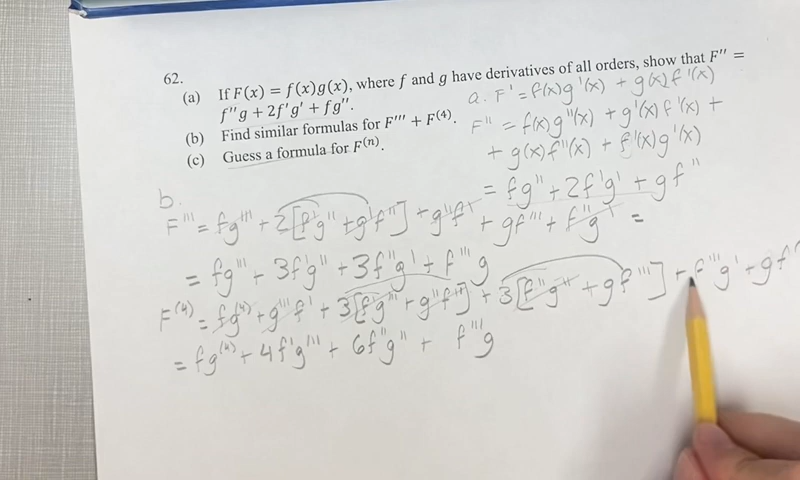 62.
(a) If F(x) = f(x)g(x), where f and g have derivatives of all orders, show that F'' =
f''g + 2f'g' + fg''.
(b) Find similar formulas for F''' + F⁽⁴⁾.
(c) Guess a formula for F⁽ⁿ⁾.
a. F' = f(x)g'(x) + g(x)f'(x)
F'' = f(x)g''(x) + g'(x)f'(x) +
+ g(x)f''(x) + f'(x)g'(x)
= fg'' + 2f'g' + gf''
b.
F''' = fg''' + 2[f'g'' + g'f''] + g''f' + gf''' + f''g' =
= fg''' + 3f'g'' + 3f''g' + f'''g
F⁽⁴⁾ = fg⁽⁴⁾ + g'''f' + 3[f'g''' + g''f''] + 3[f''g'' + g'f'''] + f'''g' + gf
= fg⁽⁴⁾ + 4f'g''' + 6f''g'' + f'''g